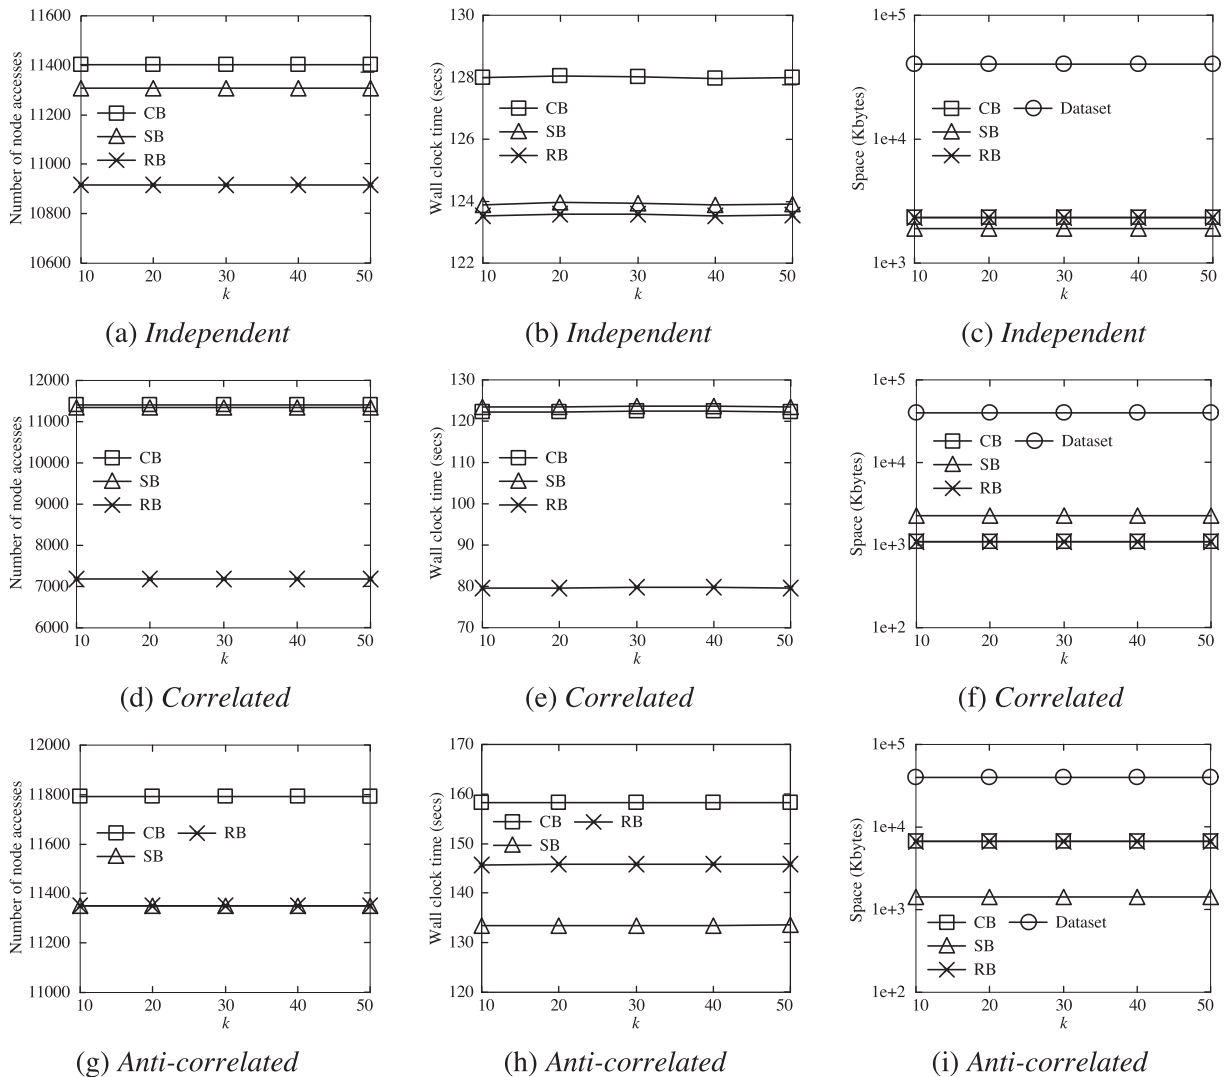 11600
11400
11200
11000
10800
10600
Number of node accesses
CB
SB
RB
10 20 30 40 50
k
(a) Independent
130
128
126
124
122
Wall clock time (secs)
CB
SB
RB
10 20 30 40 50
k
(b) Independent
1e+5
1e+4
1e+3
Space (Kbytes)
CB Dataset
SB
RB
10 20 30 40 50
k
(c) Independent
12000
11000
10000
9000
8000
7000
6000
Number of node accesses
CB
SB
RB
10 20 30 40 50
k
(d) Correlated
130
120
110
100
90
80
70
Wall clock time (secs)
CB
SB
RB
10 20 30 40 50
k
(e) Correlated
1e+5
1e+4
1e+3
1e+2
Space (Kbytes)
CB Dataset
SB
RB
10 20 30 40 50
k
(f) Correlated
12000
11800
11600
11400
11200
11000
Number of node accesses
CB RB
SB
10 20 30 40 50
k
(g) Anti-correlated
170
160
150
140
130
120
Wall clock time (secs)
CB RB
SB
10 20 30 40 50
k
(h) Anti-correlated
1e+5
1e+4
1e+3
1e+2
Space (Kbytes)
CB Dataset
SB
RB
10 20 30 40 50
k
(i) Anti-correlated